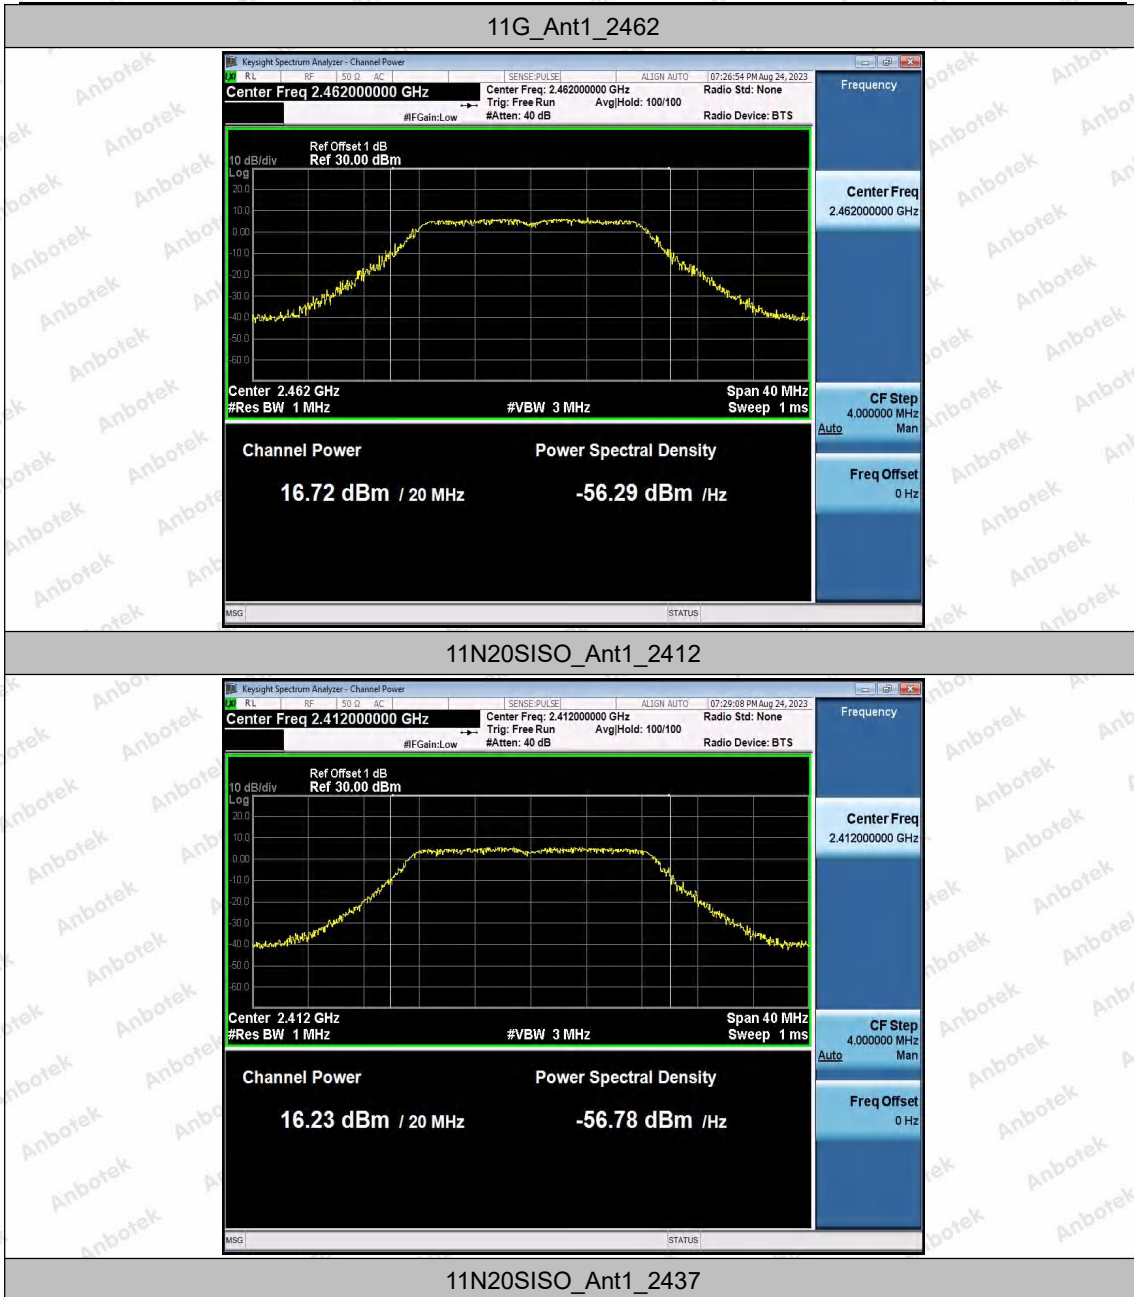 11G_Ant1_2462
Keysight Spectrum Analyzer - Channel Power
LXI RL RF 50 Ω AC SENSE:PULSE ALIGN AUTO 07:26:54 PM Aug 24, 2023
Center Freq 2.462000000 GHz
Center Freq: 2.462000000 GHz Radio Std: None
Trig: Free Run Avg|Hold: 100/100
#IFGain:Low #Atten: 40 dB Radio Device: BTS
Frequency
Ref Offset 1 dB
10 dB/div Ref 30.00 dBm
Log
20.0
10.0
0.00
-10.0
-20.0
-30.0
-40.0
-50.0
-60.0
Center Freq
2.462000000 GHz
Center 2.462 GHz Span 40 MHz
#Res BW 1 MHz #VBW 3 MHz Sweep 1 ms
CF Step
4.000000 MHz
Auto Man
Channel Power Power Spectral Density
16.72 dBm / 20 MHz -56.29 dBm /Hz
Freq Offset
0 Hz
MSG STATUS
11N20SISO_Ant1_2412
Keysight Spectrum Analyzer - Channel Power
LXI RL RF 50 Ω AC SENSE:PULSE ALIGN AUTO 07:29:08 PM Aug 24, 2023
Center Freq 2.412000000 GHz
Center Freq: 2.412000000 GHz Radio Std: None
Trig: Free Run Avg|Hold: 100/100
#IFGain:Low #Atten: 40 dB Radio Device: BTS
Frequency
Ref Offset 1 dB
10 dB/div Ref 30.00 dBm
Log
20.0
10.0
0.00
-10.0
-20.0
-30.0
-40.0
-50.0
-60.0
Center Freq
2.412000000 GHz
Center 2.412 GHz Span 40 MHz
#Res BW 1 MHz #VBW 3 MHz Sweep 1 ms
CF Step
4.000000 MHz
Auto Man
Channel Power Power Spectral Density
16.23 dBm / 20 MHz -56.78 dBm /Hz
Freq Offset
0 Hz
MSG STATUS
11N20SISO_Ant1_2437
Anbotek